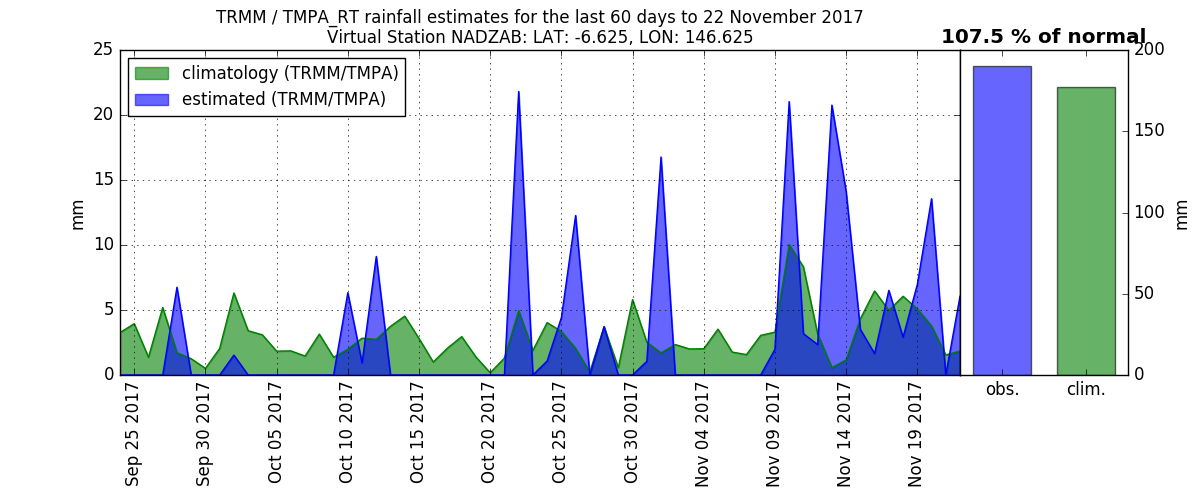 TRMM / TMPA_RT rainfall estimates for the last 60 days to 22 November 2017
Virtual Station NADZAB: LAT: -6.625, LON: 146.625
107.5 % of normal
climatology (TRMM/TMPA)
estimated (TRMM/TMPA)
25
20
15
10
5
0
mm
200
150
100
50
0
mm
Sep 25 2017
Sep 30 2017
Oct 05 2017
Oct 10 2017
Oct 15 2017
Oct 20 2017
Oct 25 2017
Oct 30 2017
Nov 04 2017
Nov 09 2017
Nov 14 2017
Nov 19 2017
obs.
clim.